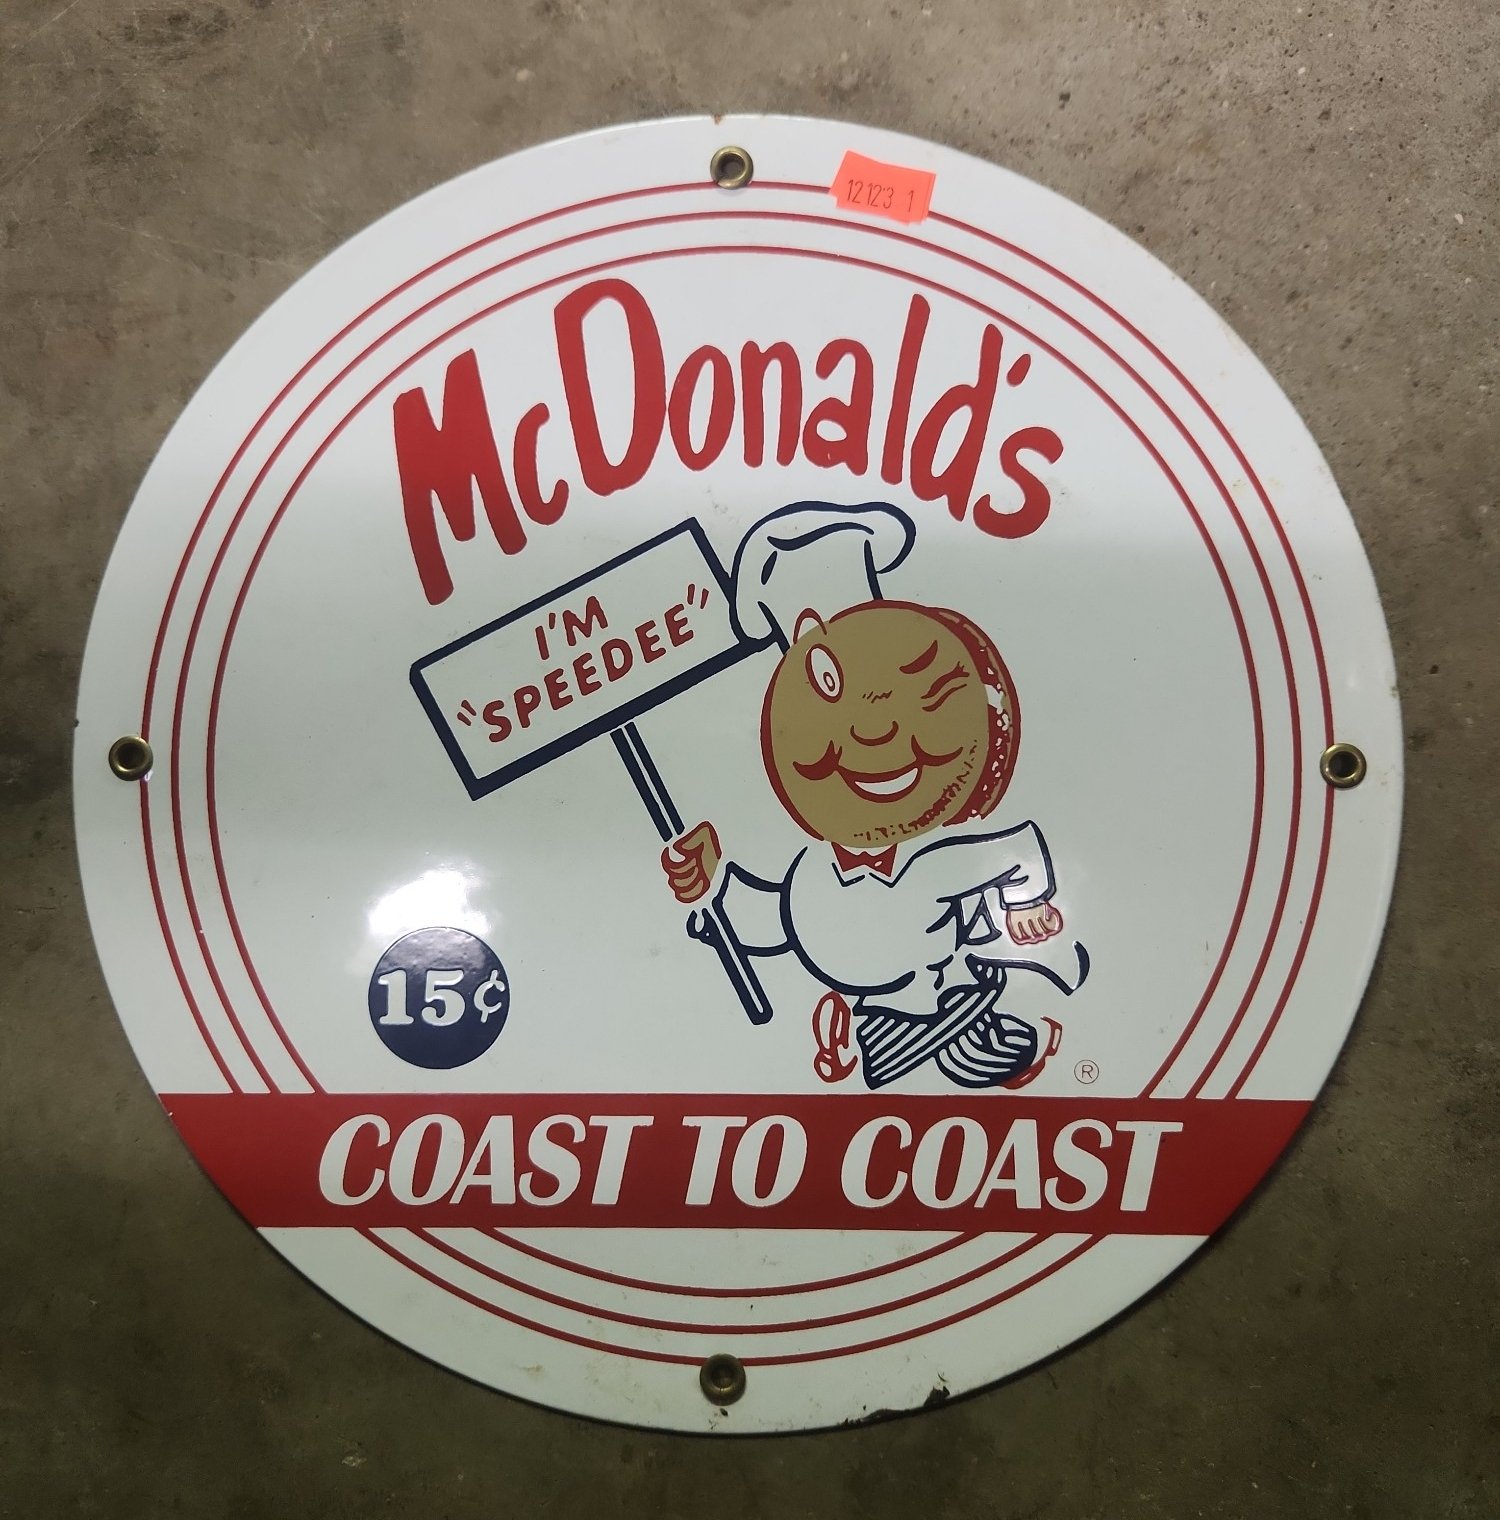 12123 1
McDonald's
I'M
"SPEEDEE"
15¢
®
COAST TO COAST